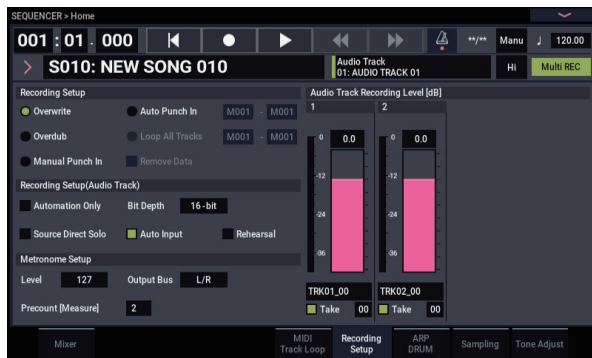 SEQUENCER > Home
001 : 01 . 000 **/** Manu ♩ 120.00
S010: NEW SONG 010
Audio Track
01: AUDIO TRACK 01
Hi
Multi REC
Recording Setup
Overwrite
Auto Punch In M001 - M001
Overdub
Loop All Tracks M001 - M001
Manual Punch In
Remove Data
Recording Setup(Audio Track)
Automation Only
Bit Depth 16-bit
Source Direct Solo
Auto Input
Rehearsal
Metronome Setup
Level 127
Output Bus L/R
Precount [Measure] 2
Audio Track Recording Level [dB]
1 2
0 0.0 0 0.0
-12 -12
-24 -24
-36 -36
TRK01_00 TRK02_00
Take 00 Take 00
Mixer
MIDI
Track Loop
Recording
Setup
ARP
DRUM
Sampling
Tone Adjust